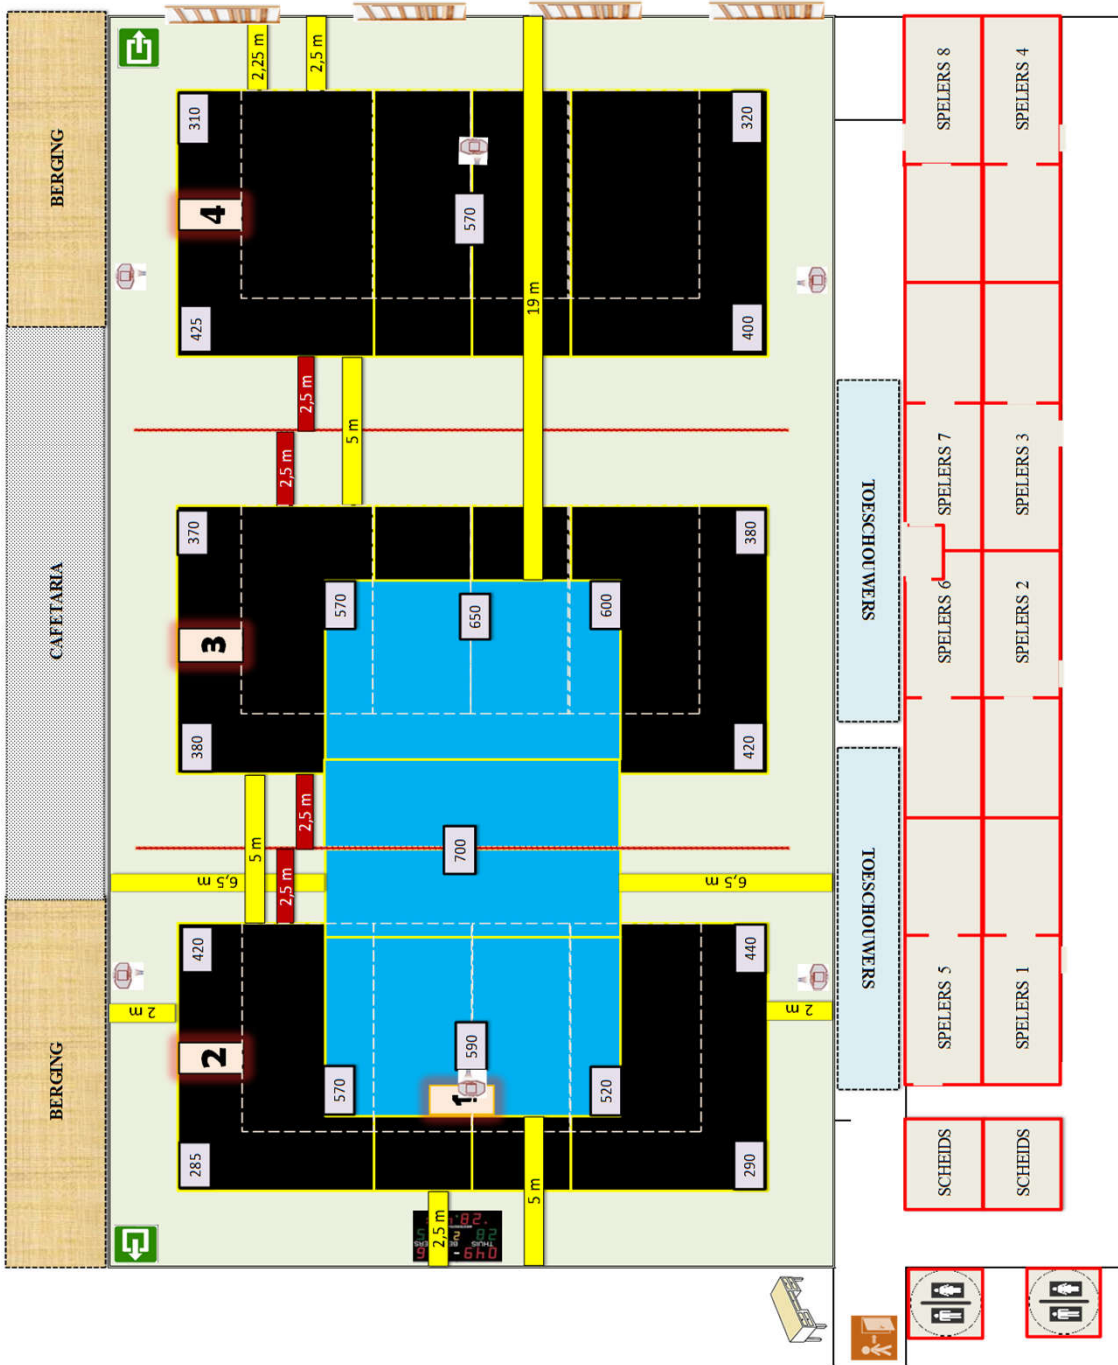 BERGING
CAFETARIA
BERGING
2 m
285
420
380
370
425
310
2
3
4
6,5 m
5 m
2,25 m
2,5 m
2,5 m
2,5 m
2,5 m
2,5 m
570
570
5 m
2,5 m
THUIS
1
700
590
650
570
5 m
19 m
520
600
6,5 m
290
440
420
380
400
320
2 m
TOESCHOUWERS
TOESCHOUWERS
SCHEIDS
SPELERS 5
SPELERS 6
SPELERS 7
SPELERS 8
SCHEIDS
SPELERS 1
SPELERS 2
SPELERS 3
SPELERS 4